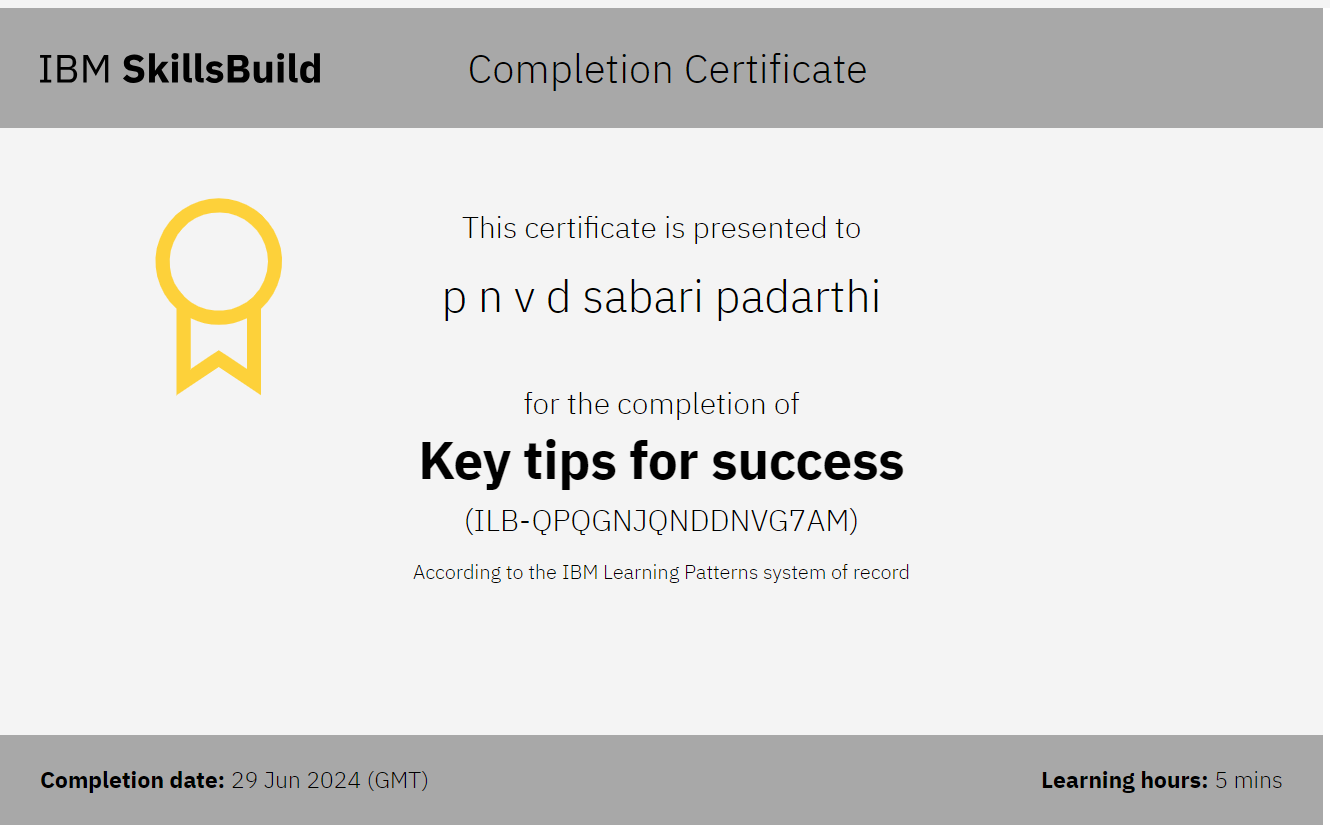 IBM SkillsBuild
Completion Certificate
This certificate is presented to
p n v d sabari padarthi
for the completion of
Key tips for success
(ILB-QPQGNJQNDDNVG7AM)
According to the IBM Learning Patterns system of record
Completion date: 29 Jun 2024 (GMT)
Learning hours: 5 mins